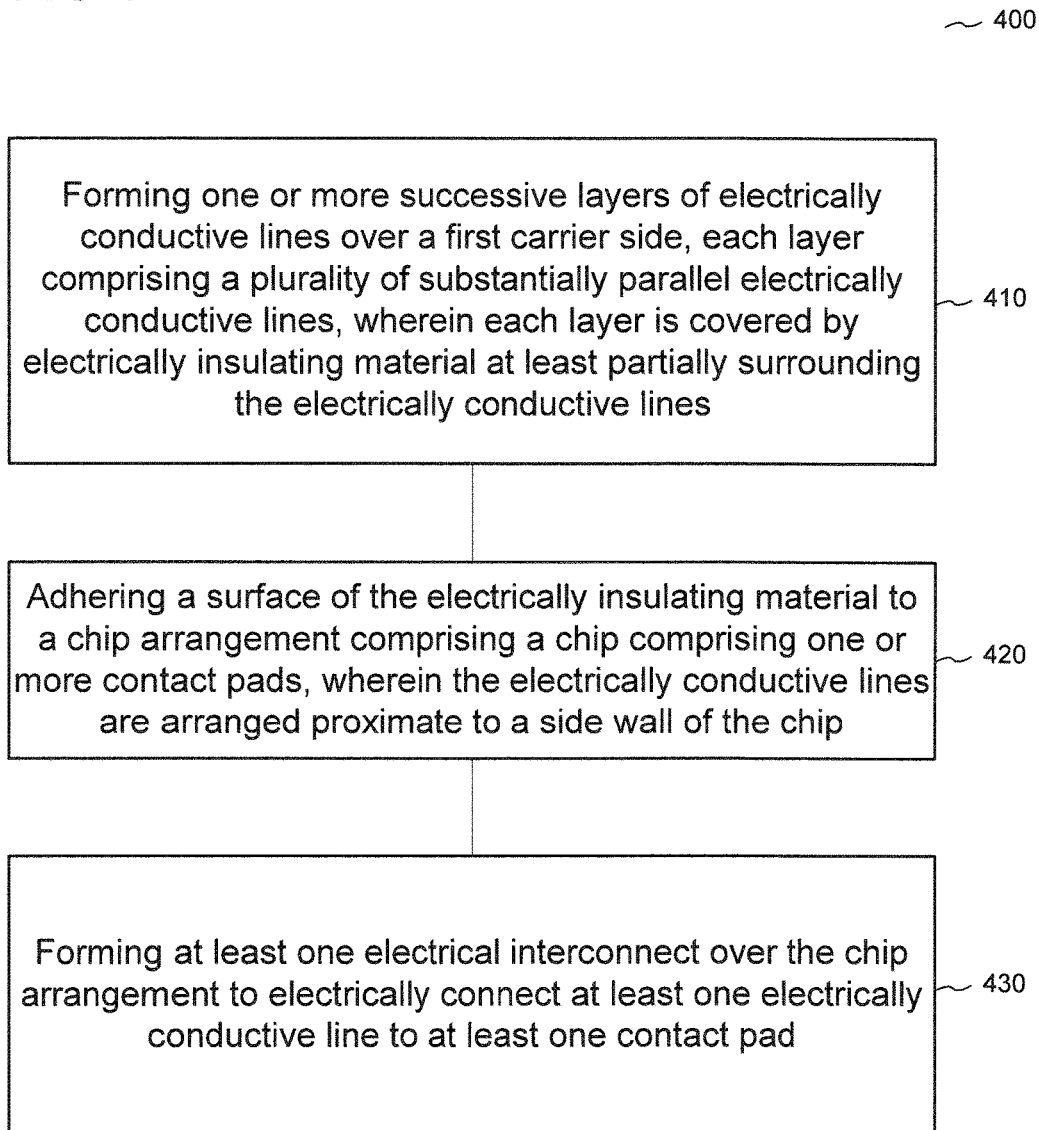 400
Forming one or more successive layers of electrically
conductive lines over a first carrier side, each layer
comprising a plurality of substantially parallel electrically
conductive lines, wherein each layer is covered by
electrically insulating material at least partially surrounding
the electrically conductive lines
410
Adhering a surface of the electrically insulating material to
a chip arrangement comprising a chip comprising one or
more contact pads, wherein the electrically conductive lines
are arranged proximate to a side wall of the chip
420
Forming at least one electrical interconnect over the chip
arrangement to electrically connect at least one electrically
conductive line to at least one contact pad
430